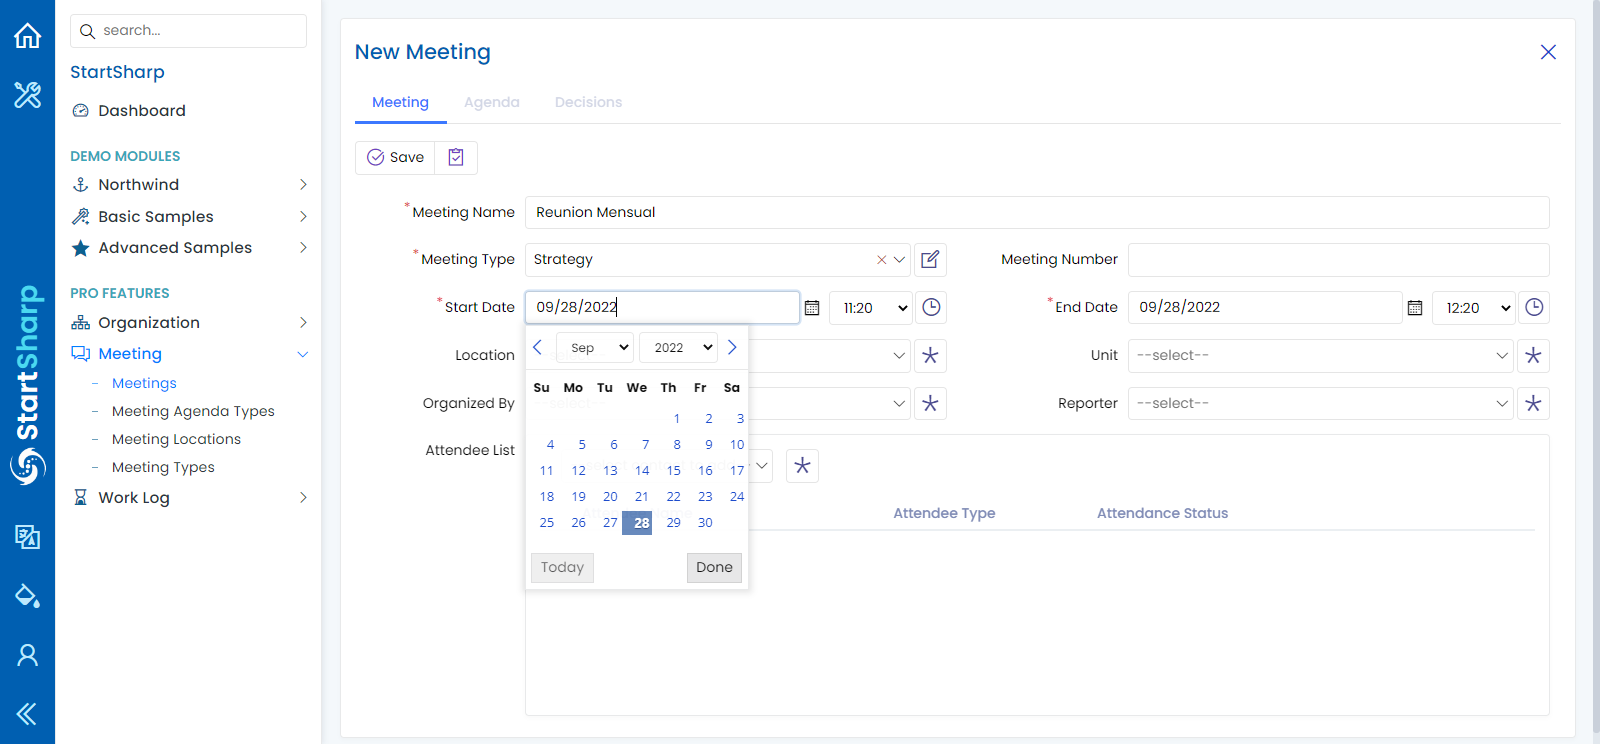 search...
StartSharp
Dashboard
DEMO MODULES
Northwind
Basic Samples
Advanced Samples
PRO FEATURES
Organization
Meeting
- Meetings
- Meeting Agenda Types
- Meeting Locations
- Meeting Types
Work Log
StartSharp
New Meeting
Meeting Agenda Decisions
Save
*Meeting Name Reunion Mensual
*Meeting Type Strategy Meeting Number
*Start Date 09/28/2022 11:20 *End Date 09/28/2022 12:20
Location Unit --select--
Organized By --select-- Reporter --select--
Attendee List
Attendee Type Attendance Status
Sep 2022
Su Mo Tu We Th Fr Sa
1 2 3
4 5 6 7 8 9 10
11 12 13 14 15 16 17
18 19 20 21 22 23 24
25 26 27 28 29 30
Today Done